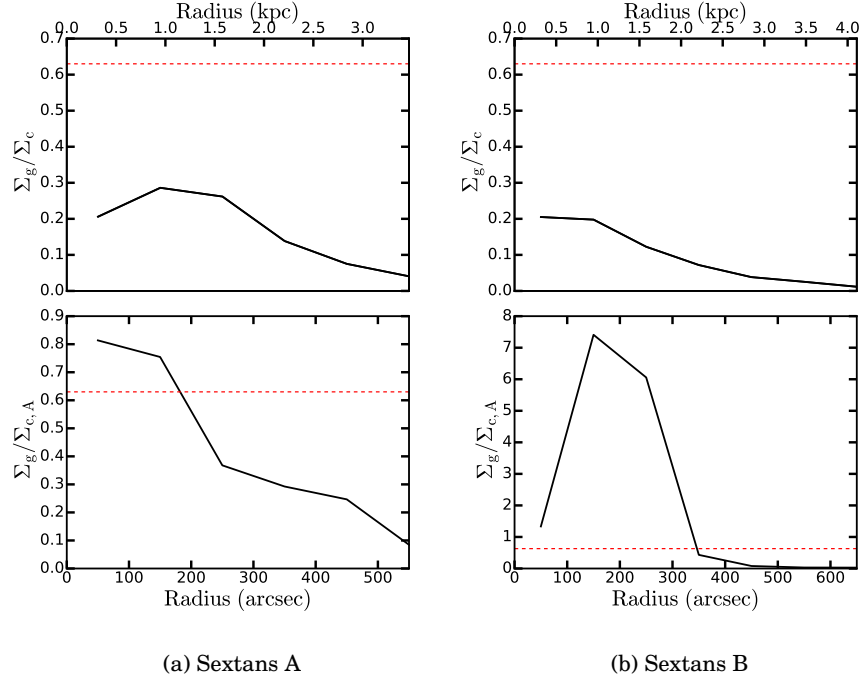 Radius (kpc)
0.0 0.5 1.0 1.5 2.0 2.5 3.0
0.7
0.6
0.5
0.4
0.3
0.2
0.1
0.0
Σg/Σc
0.9
0.8
0.7
0.6
0.5
0.4
0.3
0.2
0.1
0.0
Σg/Σc,A
0 100 200 300 400 500
Radius (arcsec)
(a) Sextans A
Radius (kpc)
0.0 0.5 1.0 1.5 2.0 2.5 3.0 3.5 4.0
0.7
0.6
0.5
0.4
0.3
0.2
0.1
0.0
Σg/Σc
8
7
6
5
4
3
2
1
0
Σg/Σc,A
0 100 200 300 400 500 600
Radius (arcsec)
(b) Sextans B